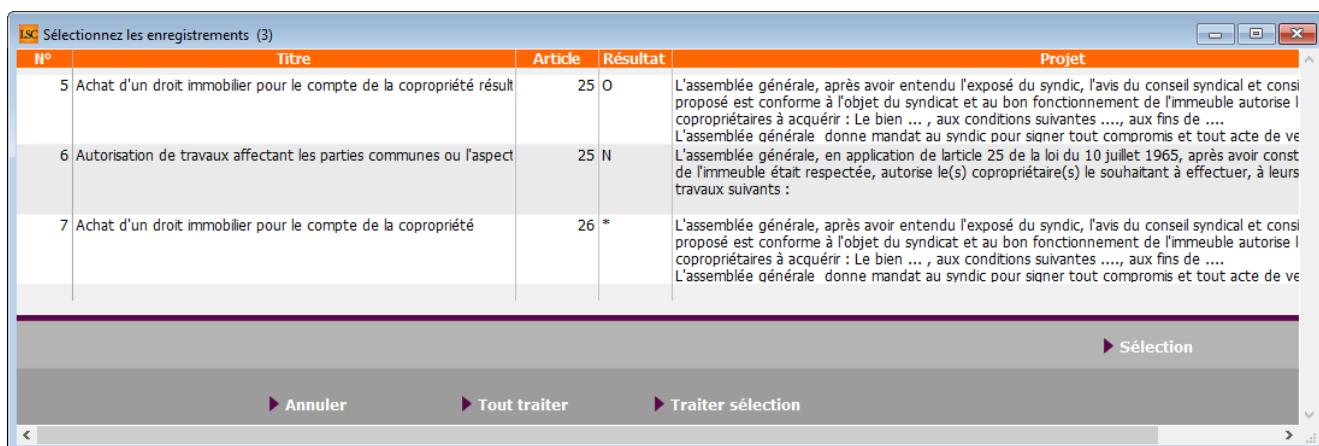 LSC Sélectionnez les enregistrements (3)
N° Titre Article Résultat Projet
5 Achat d'un droit immobilier pour le compte de la copropriété résult 25 O L'assemblée générale, après avoir entendu l'exposé du syndic, l'avis du conseil syndical et consi
proposé est conforme à l'objet du syndicat et au bon fonctionnement de l'immeuble autorise l
copropriétaires à acquérir : Le bien ... , aux conditions suivantes ...., aux fins de ....
L'assemblée générale donne mandat au syndic pour signer tout compromis et tout acte de ve
6 Autorisation de travaux affectant les parties communes ou l'aspect 25 N L'assemblée générale, en application de larticle 25 de la loi du 10 juillet 1965, après avoir const
de l'immeuble était respectée, autorise le(s) copropriétaire(s) le souhaitant à effectuer, à leurs
travaux suivants :
7 Achat d'un droit immobilier pour le compte de la copropriété 26 * L'assemblée générale, après avoir entendu l'exposé du syndic, l'avis du conseil syndical et consi
proposé est conforme à l'objet du syndicat et au bon fonctionnement de l'immeuble autorise l
copropriétaires à acquérir : Le bien ... , aux conditions suivantes ...., aux fins de ....
L'assemblée générale donne mandat au syndic pour signer tout compromis et tout acte de ve
Sélection
Annuler Tout traiter Traiter sélection